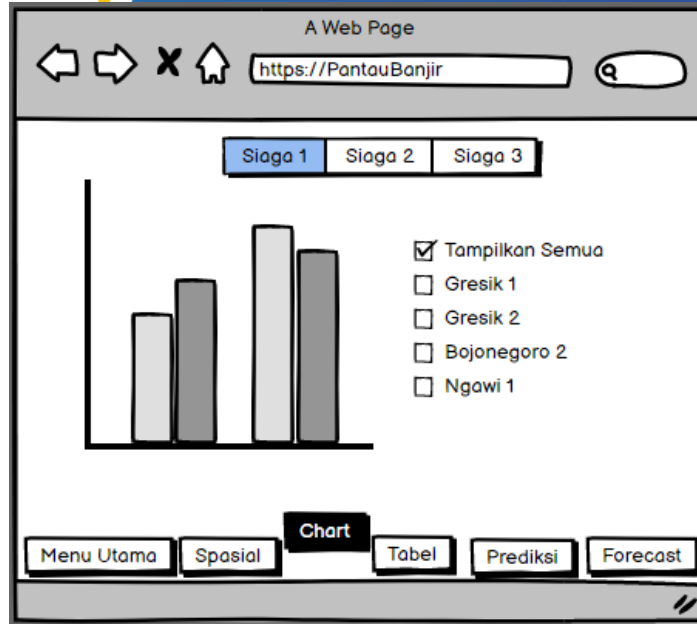 A Web Page
https://PantauBanjir
Siaga 1 Siaga 2 Siaga 3
Tampilkan Semua
Gresik 1
Gresik 2
Bojonegoro 2
Ngawi 1
Menu Utama Spasial Chart Tabel Prediksi Forecast